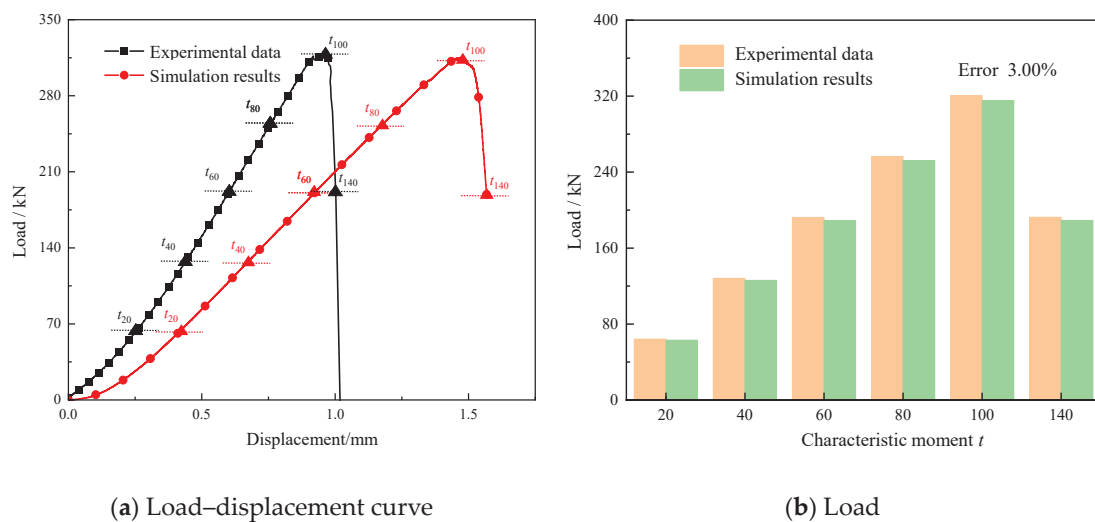 350
280
210
140
70
0
Load / kN
0.0
0.5
1.0
1.5
Displacement/mm
Experimental data
Simulation results
t100
t80
t60
t40
t20
t140
t100
t80
t60
t40
t20
t140
(a) Load–displacement curve
400
320
240
160
80
0
Load / kN
20
40
60
80
100
140
Characteristic moment t
Experimental data
Simulation results
Error 3.00%
(b) Load